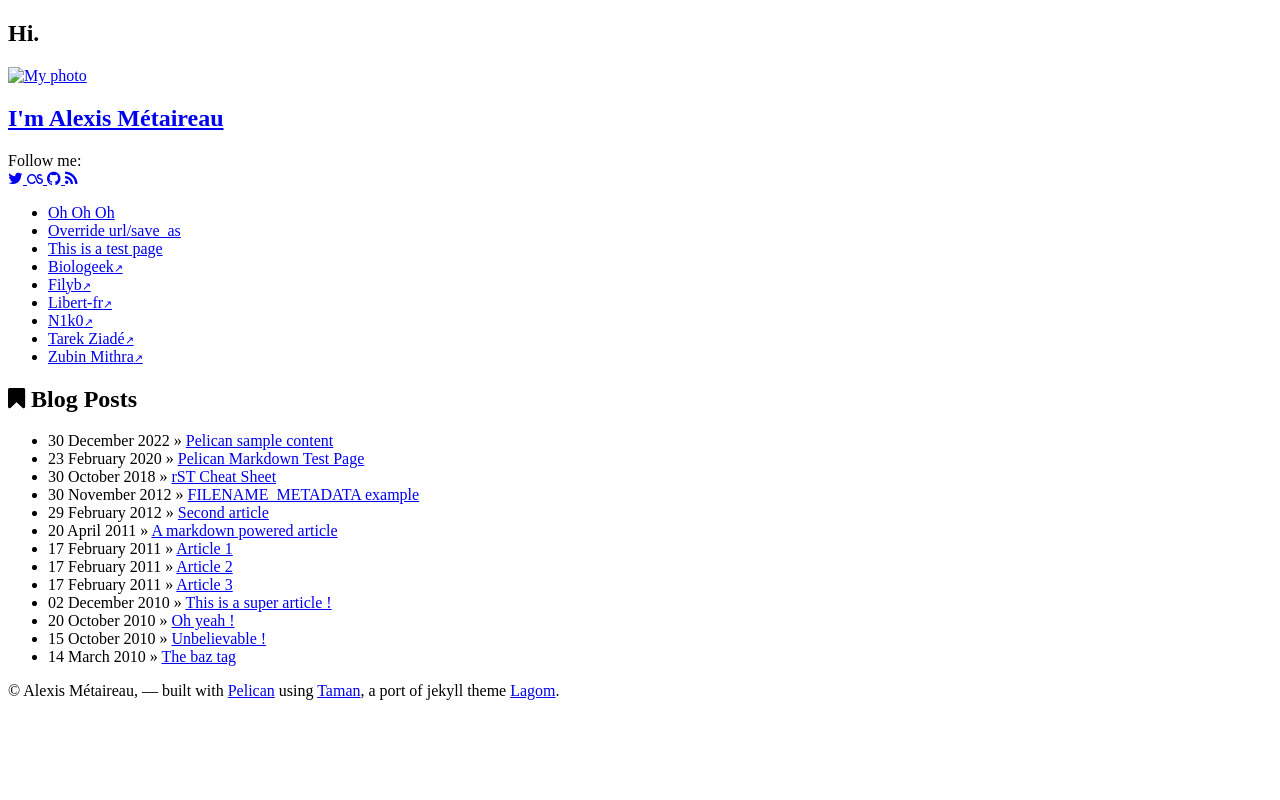 Hi.
My photo
I'm Alexis Métaireau
Follow me:
Oh Oh Oh
Override url/save_as
This is a test page
Biologeek↗
Filyb↗
Libert-fr↗
N1k0↗
Tarek Ziadé↗
Zubin Mithra↗
Blog Posts
30 December 2022 » Pelican sample content
23 February 2020 » Pelican Markdown Test Page
30 October 2018 » rST Cheat Sheet
30 November 2012 » FILENAME_METADATA example
29 February 2012 » Second article
20 April 2011 » A markdown powered article
17 February 2011 » Article 1
17 February 2011 » Article 2
17 February 2011 » Article 3
02 December 2010 » This is a super article !
20 October 2010 » Oh yeah !
15 October 2010 » Unbelievable !
14 March 2010 » The baz tag
© Alexis Métaireau, — built with Pelican using Taman, a port of jekyll theme Lagom.